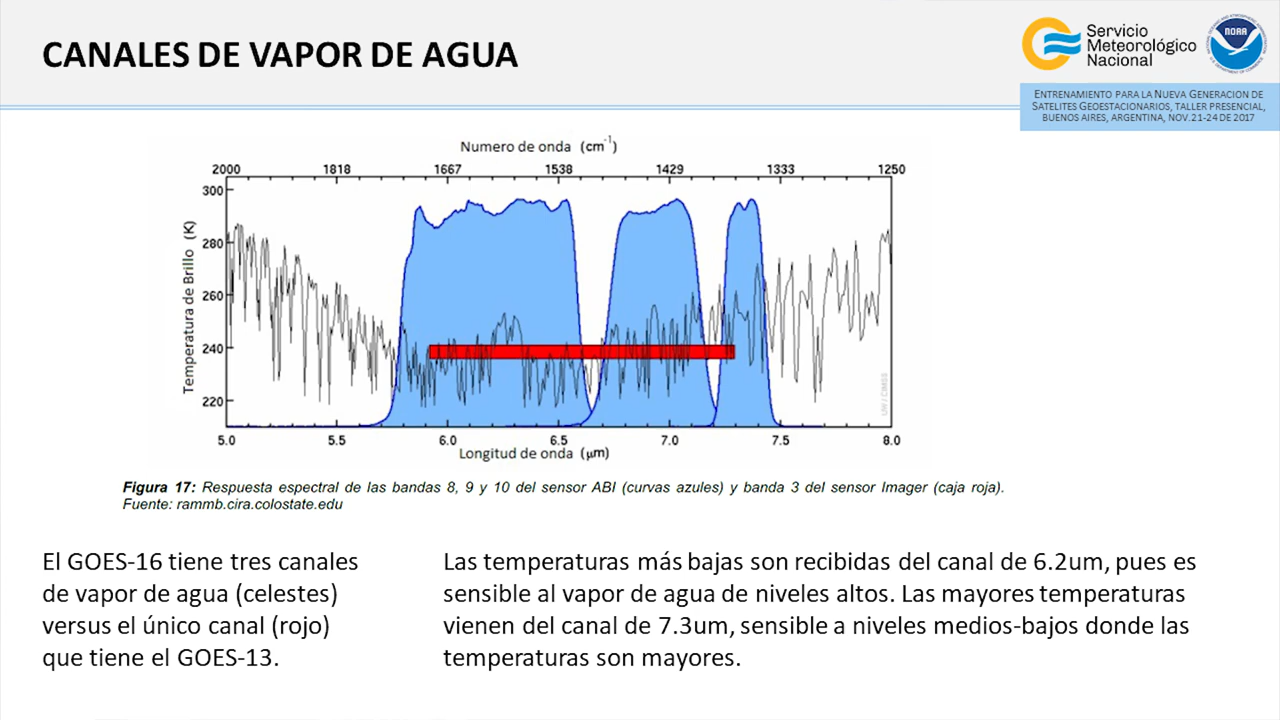 CANALES DE VAPOR DE AGUA
Servicio
Meteorológico
Nacional
NOAA
ENTRENAMIENTO PARA LA NUEVA GENERACION DE
SATELITES GEOESTACIONARIOS, TALLER PRESENCIAL,
BUENOS AIRES, ARGENTINA, NOV.21-24 DE 2017
Numero de onda (cm⁻¹)
2000 1818 1667 1538 1429 1333 1250
Temperatura de Brillo (K)
300
280
260
240
220
UW / CIMSS
5.0 5.5 6.0 6.5 7.0 7.5 8.0
Longitud de onda (μm)
Figura 17: Respuesta espectral de las bandas 8, 9 y 10 del sensor ABI (curvas azules) y banda 3 del sensor Imager (caja roja).
Fuente: rammb.cira.colostate.edu
El GOES-16 tiene tres canales
de vapor de agua (celestes)
versus el único canal (rojo)
que tiene el GOES-13.
Las temperaturas más bajas son recibidas del canal de 6.2um, pues es
sensible al vapor de agua de niveles altos. Las mayores temperaturas
vienen del canal de 7.3um, sensible a niveles medios-bajos donde las
temperaturas son mayores.